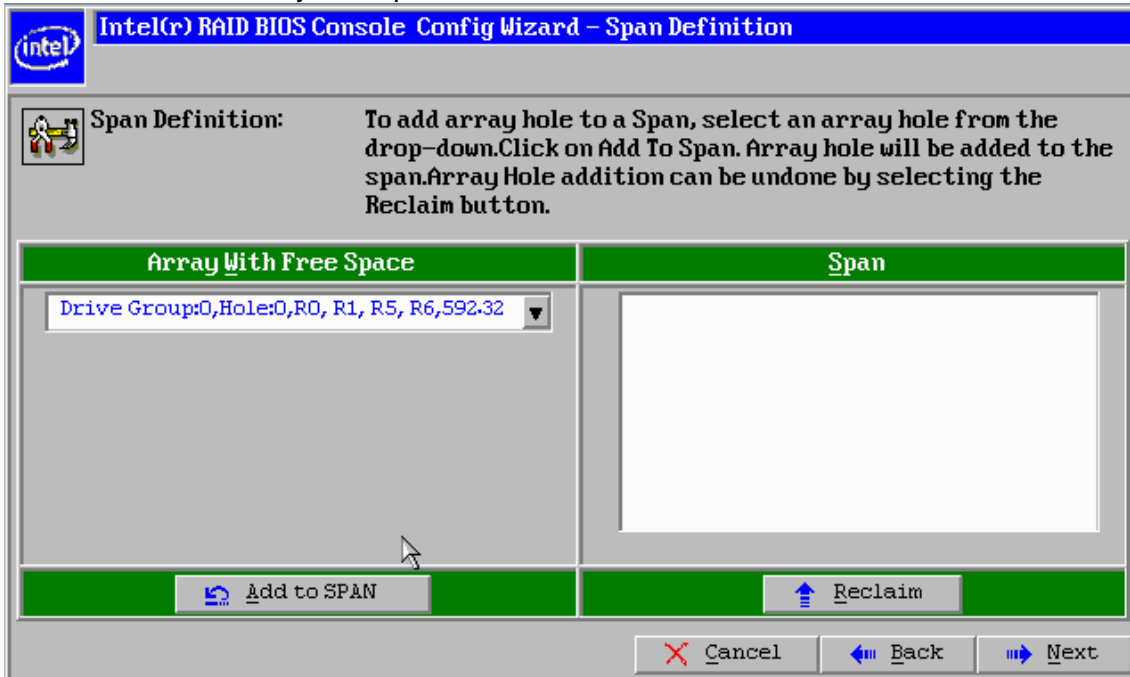 Intel(r) RAID BIOS Console Config Wizard – Span Definition
intel
Span Definition:
To add array hole to a Span, select an array hole from the
drop–down.Click on Add To Span. Array hole will be added to the
span.Array Hole addition can be undone by selecting the
Reclaim button.
Array With Free Space
Span
Drive Group:0,Hole:0,R0, R1, R5, R6,592.32
Add to SPAN
Reclaim
Cancel
Back
Next